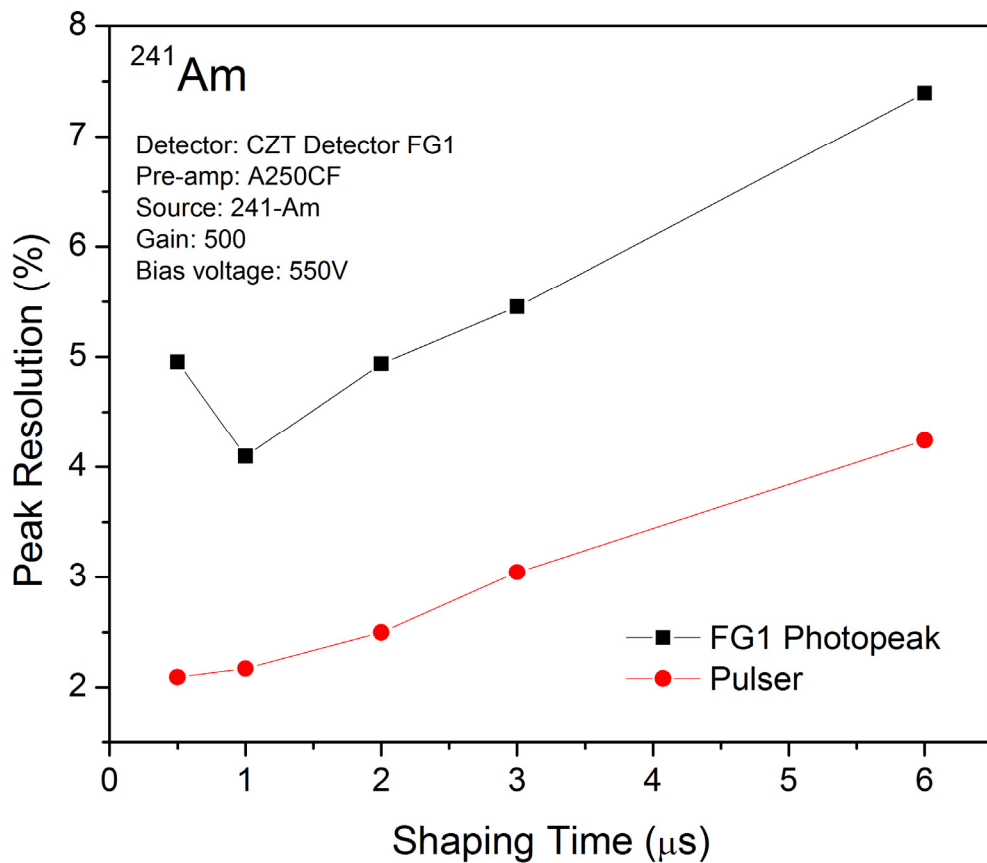 8
7
6
5
4
3
2
Peak Resolution (%)
²⁴¹Am
Detector: CZT Detector FG1
Pre-amp: A250CF
Source: 241-Am
Gain: 500
Bias voltage: 550V
FG1 Photopeak
Pulser
0 1 2 3 4 5 6
Shaping Time (μs)